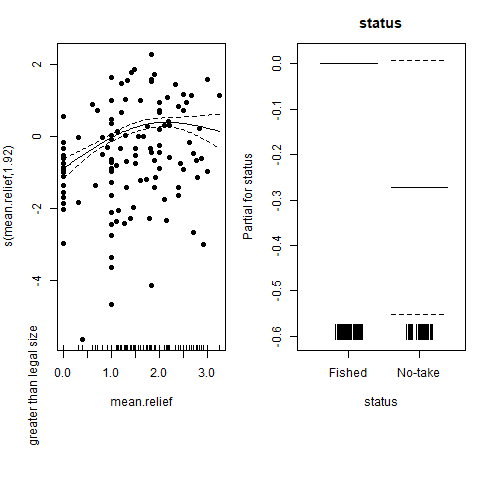 status
s(mean.relief,1.92)
2
0
-2
-4
0.0 1.0 2.0 3.0
mean.relief
greater than legal size
Partial for status
0.0
-0.1
-0.2
-0.3
-0.4
-0.5
-0.6
Fished No-take
status